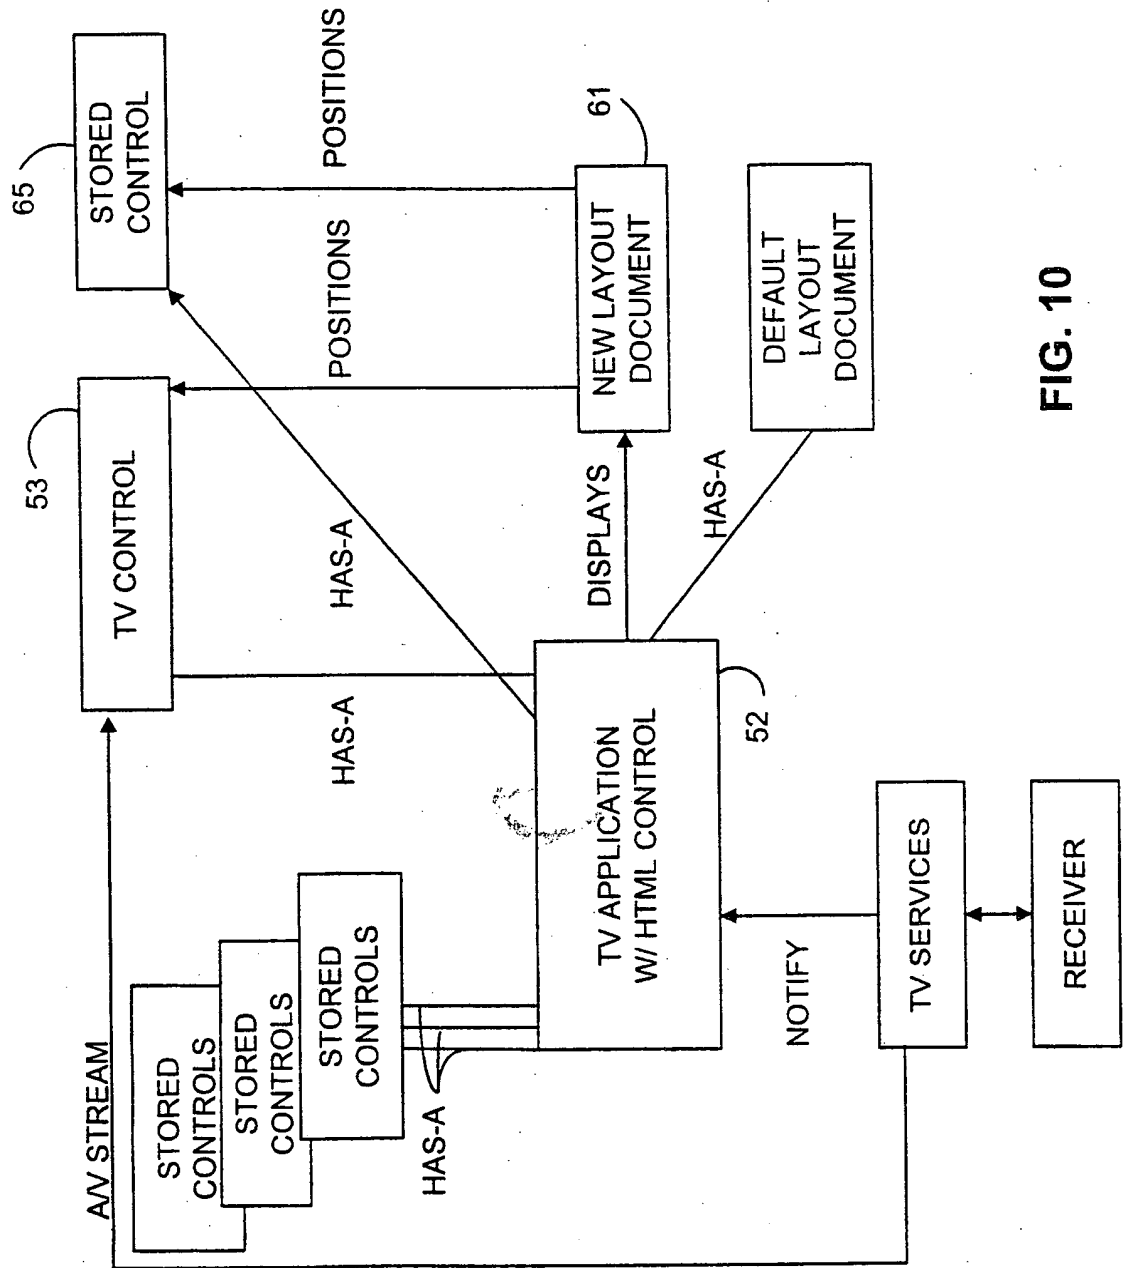 65
STORED
CONTROL
53
TV CONTROL
A/V STREAM
STORED
CONTROLS
STORED
CONTROLS
STORED
CONTROLS
HAS-A
HAS-A
HAS-A
POSITIONS
POSITIONS
TV APPLICATION
W/ HTML CONTROL
52
DISPLAYS
NEW LAYOUT
DOCUMENT
61
HAS-A
DEFAULT
LAYOUT
DOCUMENT
NOTIFY
TV SERVICES
RECEIVER
FIG. 10